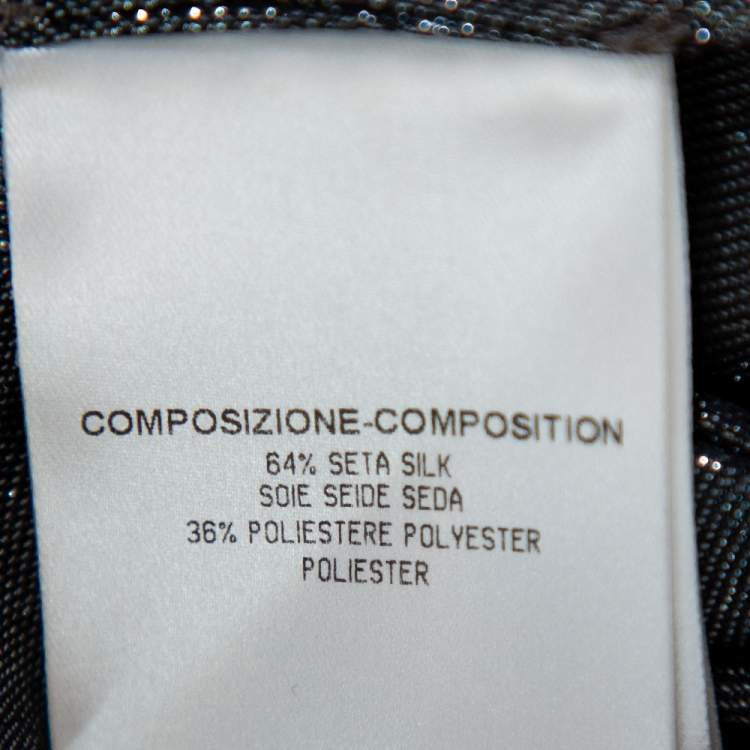 COMPOSIZIONE-COMPOSITION
64% SETA SILK
SOIE SEIDE SEDA
36% POLIESTERE POLYESTER
POLIESTER